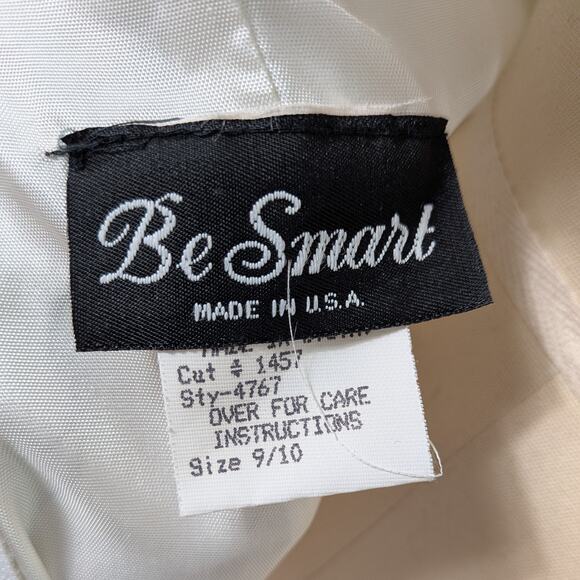 Be Smart
MADE IN U.S.A.
Cut # 1457
Sty-4767
OVER FOR CARE
INSTRUCTIONS
Size 9/10